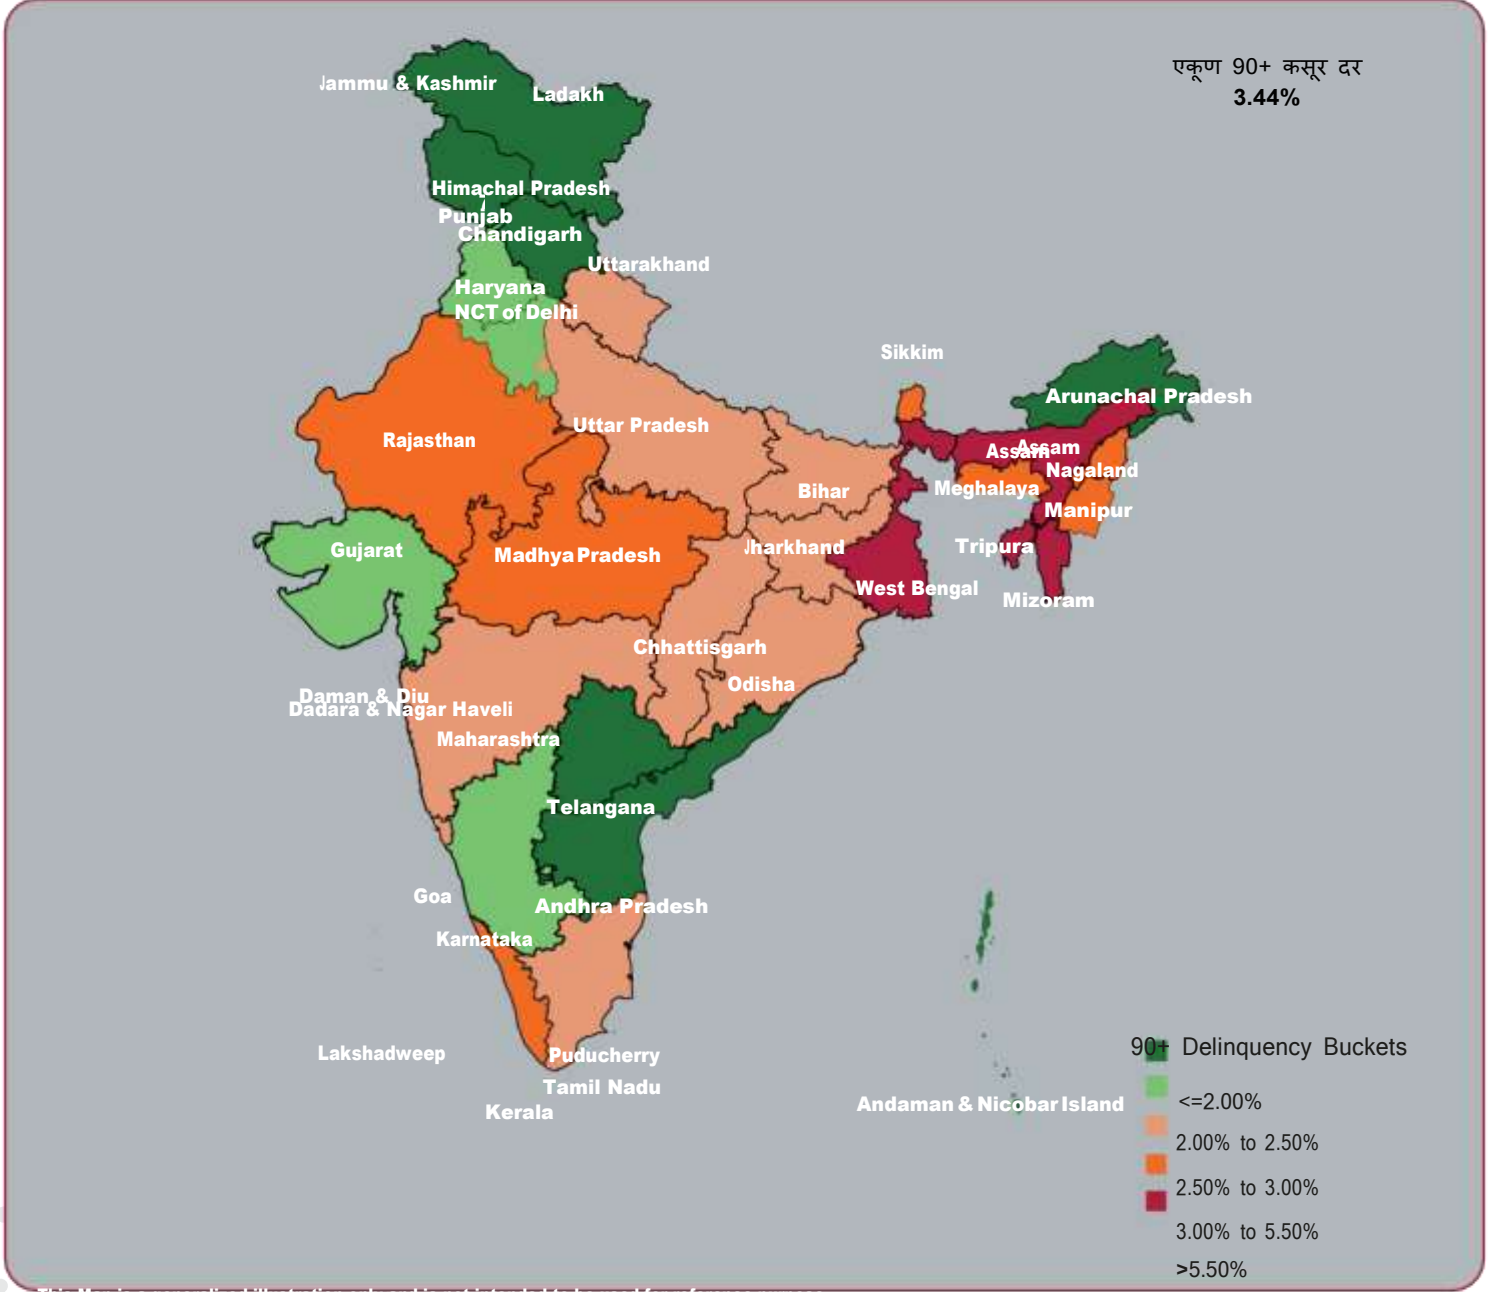 एकूण 90+ कसूर दर
3.44%
Jammu & Kashmir
Ladakh
Himachal Pradesh
Punjab
Chandigarh
Uttarakhand
Haryana
NCT of Delhi
Sikkim
Arunachal Pradesh
Rajasthan
Uttar Pradesh
Assam
Assam
Nagaland
Bihar
Meghalaya
Manipur
Gujarat
Madhya Pradesh
Jharkhand
Tripura
West Bengal
Mizoram
Chhattisgarh
Odisha
Daman & Diu
Dadara & Nagar Haveli
Maharashtra
Telangana
Goa
Andhra Pradesh
Karnataka
Lakshadweep
Puducherry
Tamil Nadu
Kerala
Andaman & Nicobar Island
90+ Delinquency Buckets
<=2.00%
2.00% to 2.50%
2.50% to 3.00%
3.00% to 5.50%
>5.50%